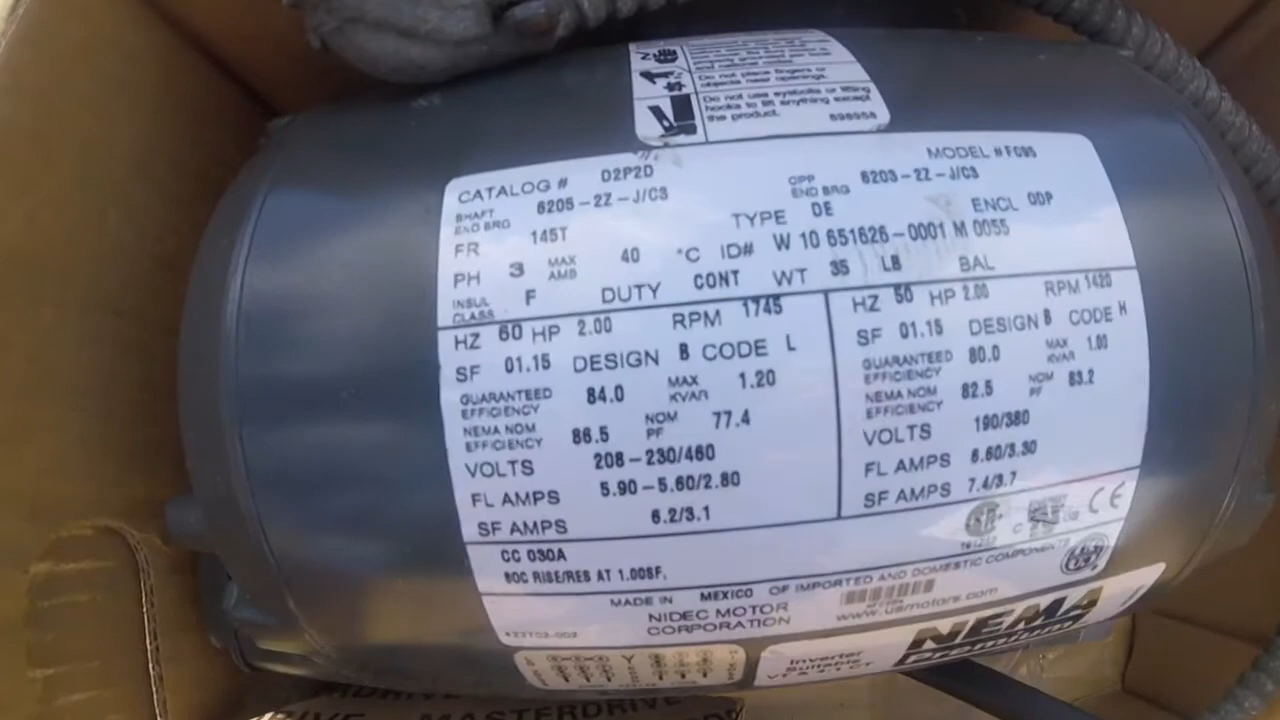 and national codes.
Do not place fingers or
objects near openings.
Do not use eyebolts or lifting
hooks to lift anything except
the product. 898958
CATALOG # D2P2D MODEL # FG95
SHAFT END BRG 6205-2Z-J/C3 OPP END BRG 6203-2Z-J/C3
FR 145T TYPE DE ENCL ODP
PH 3 MAX AMB 40 °C ID# W 10 651626-0001 M 0055
INSUL CLASS F DUTY CONT WT 35 LB BAL
HZ 60 HP 2.00 RPM 1745
SF 01.15 DESIGN B CODE L
GUARANTEED EFFICIENCY 84.0 MAX KVAR 1.20
NEMA NOM EFFICIENCY 86.5 NOM PF 77.4
VOLTS 208-230/460
FL AMPS 5.90-5.60/2.80
SF AMPS 6.2/3.1
HZ 50 HP 2.00 RPM 1420
SF 01.15 DESIGN B CODE H
GUARANTEED EFFICIENCY 80.0 MAX KVAR 1.00
NEMA NOM EFFICIENCY 82.5 NOM PF 83.2
VOLTS 190/380
FL AMPS 6.60/3.30
SF AMPS 7.4/3.7
CC 030A
80C RISE/RES AT 1.00SF.
CE
MADE IN MEXICO OF IMPORTED AND DOMESTIC COMPONENTS
NIDEC MOTOR
CORPORATION
www.usmotors.com
NEMA
Premium
Inverter
Suitable
MASTERDRIVE